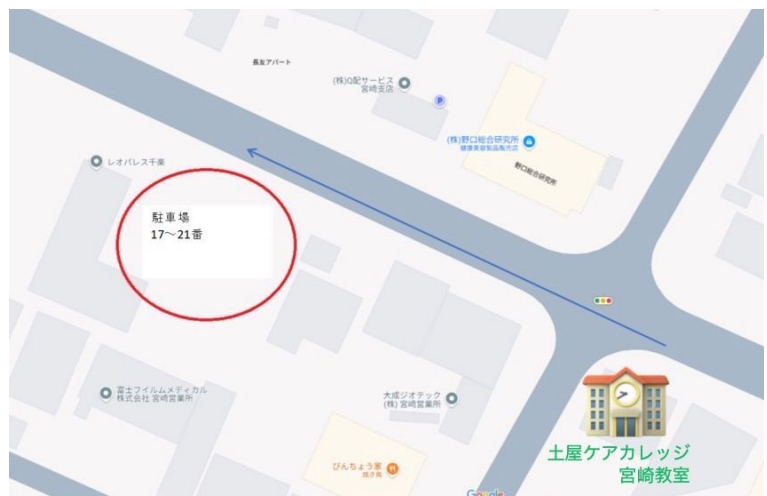 長友アパート
(株)Q配サービス
宮崎支店
P
(株)野口総合研究所
健康美容製品販売店
野口総合研究所
レオパレス千楽
駐車場
17～21番
富士フイルムメディカル
株式会社 宮崎営業所
大成ジオテック
(株) 宮崎営業所
びんちょう家
焼き鳥
土屋ケアカレッジ
宮崎教室
Google